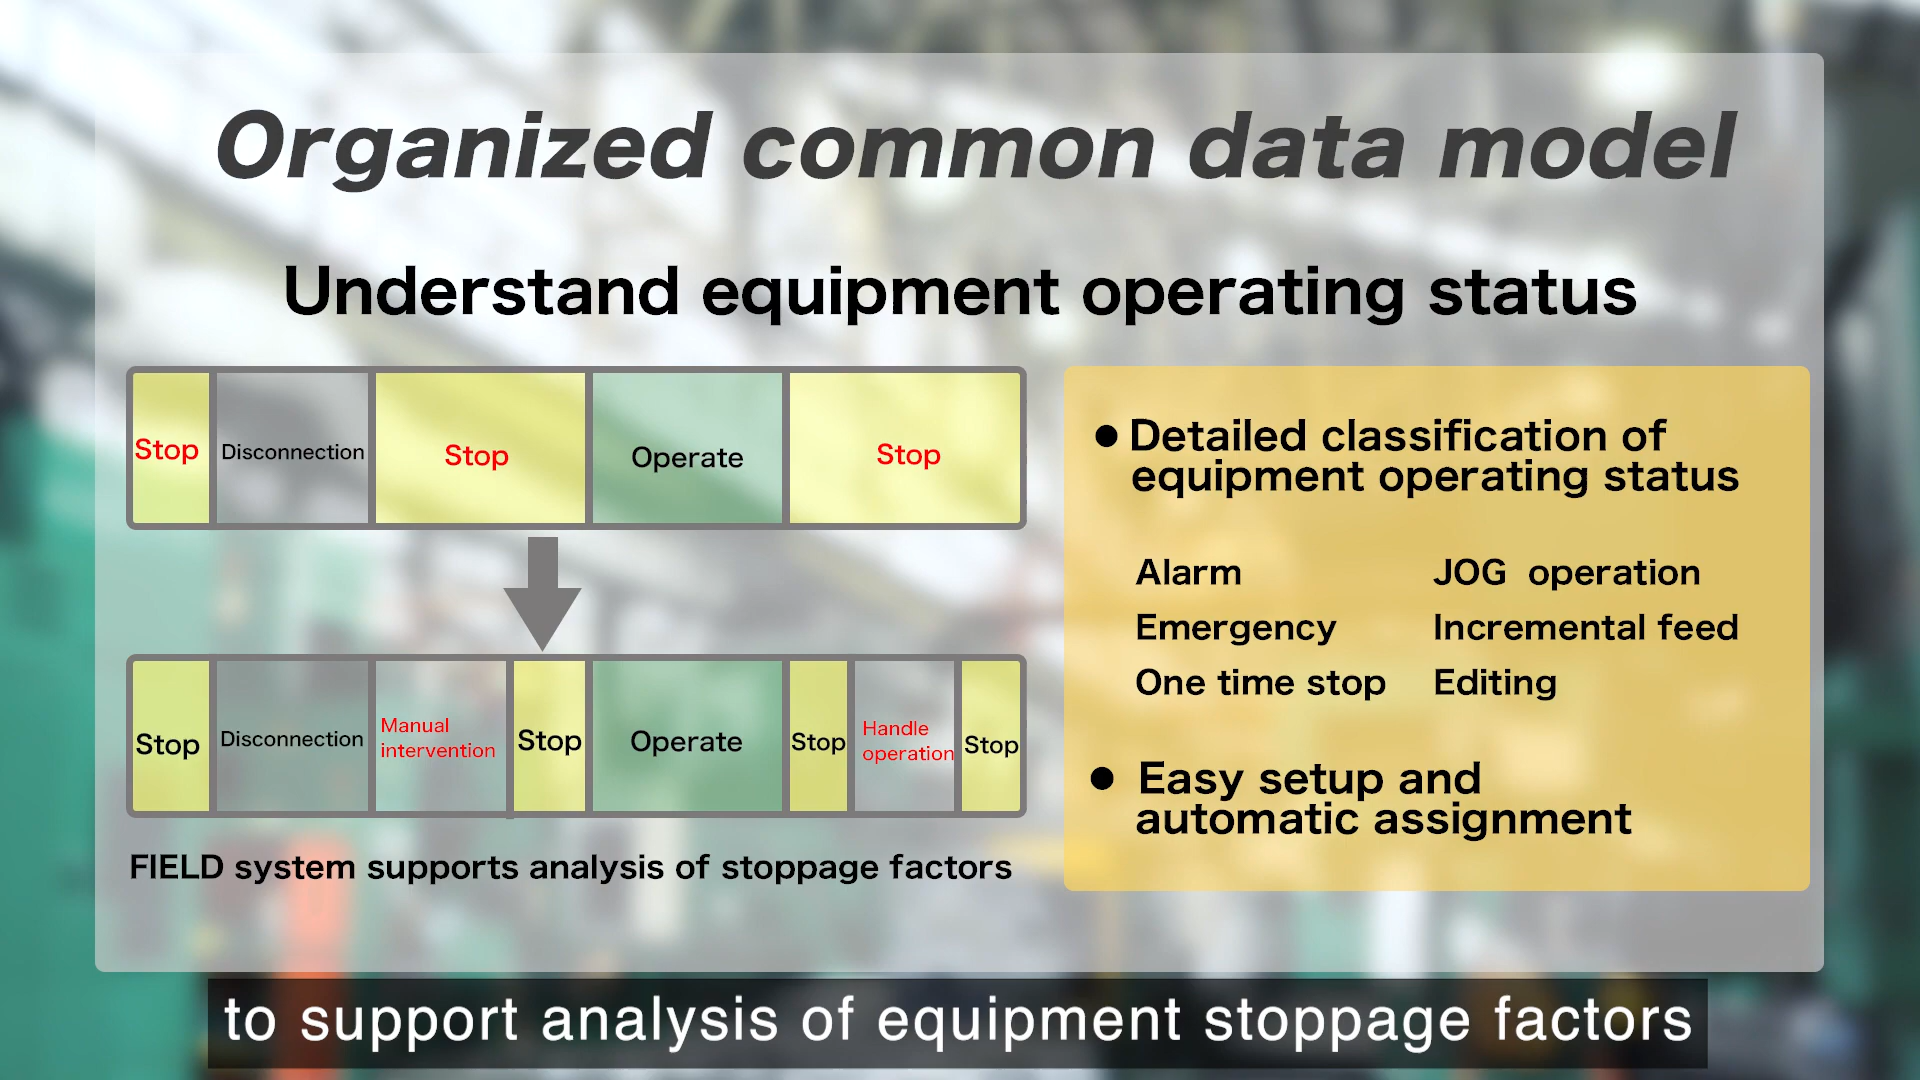 Organized common data model
Understand equipment operating status
Stop
Disconnection
Stop
Operate
Stop
Stop
Disconnection
Manual
intervention
Stop
Operate
Stop
Handle
operation
Stop
FIELD system supports analysis of stoppage factors
● Detailed classification of
equipment operating status
Alarm
JOG operation
Emergency
Incremental feed
One time stop
Editing
● Easy setup and
automatic assignment
to support analysis of equipment stoppage factors